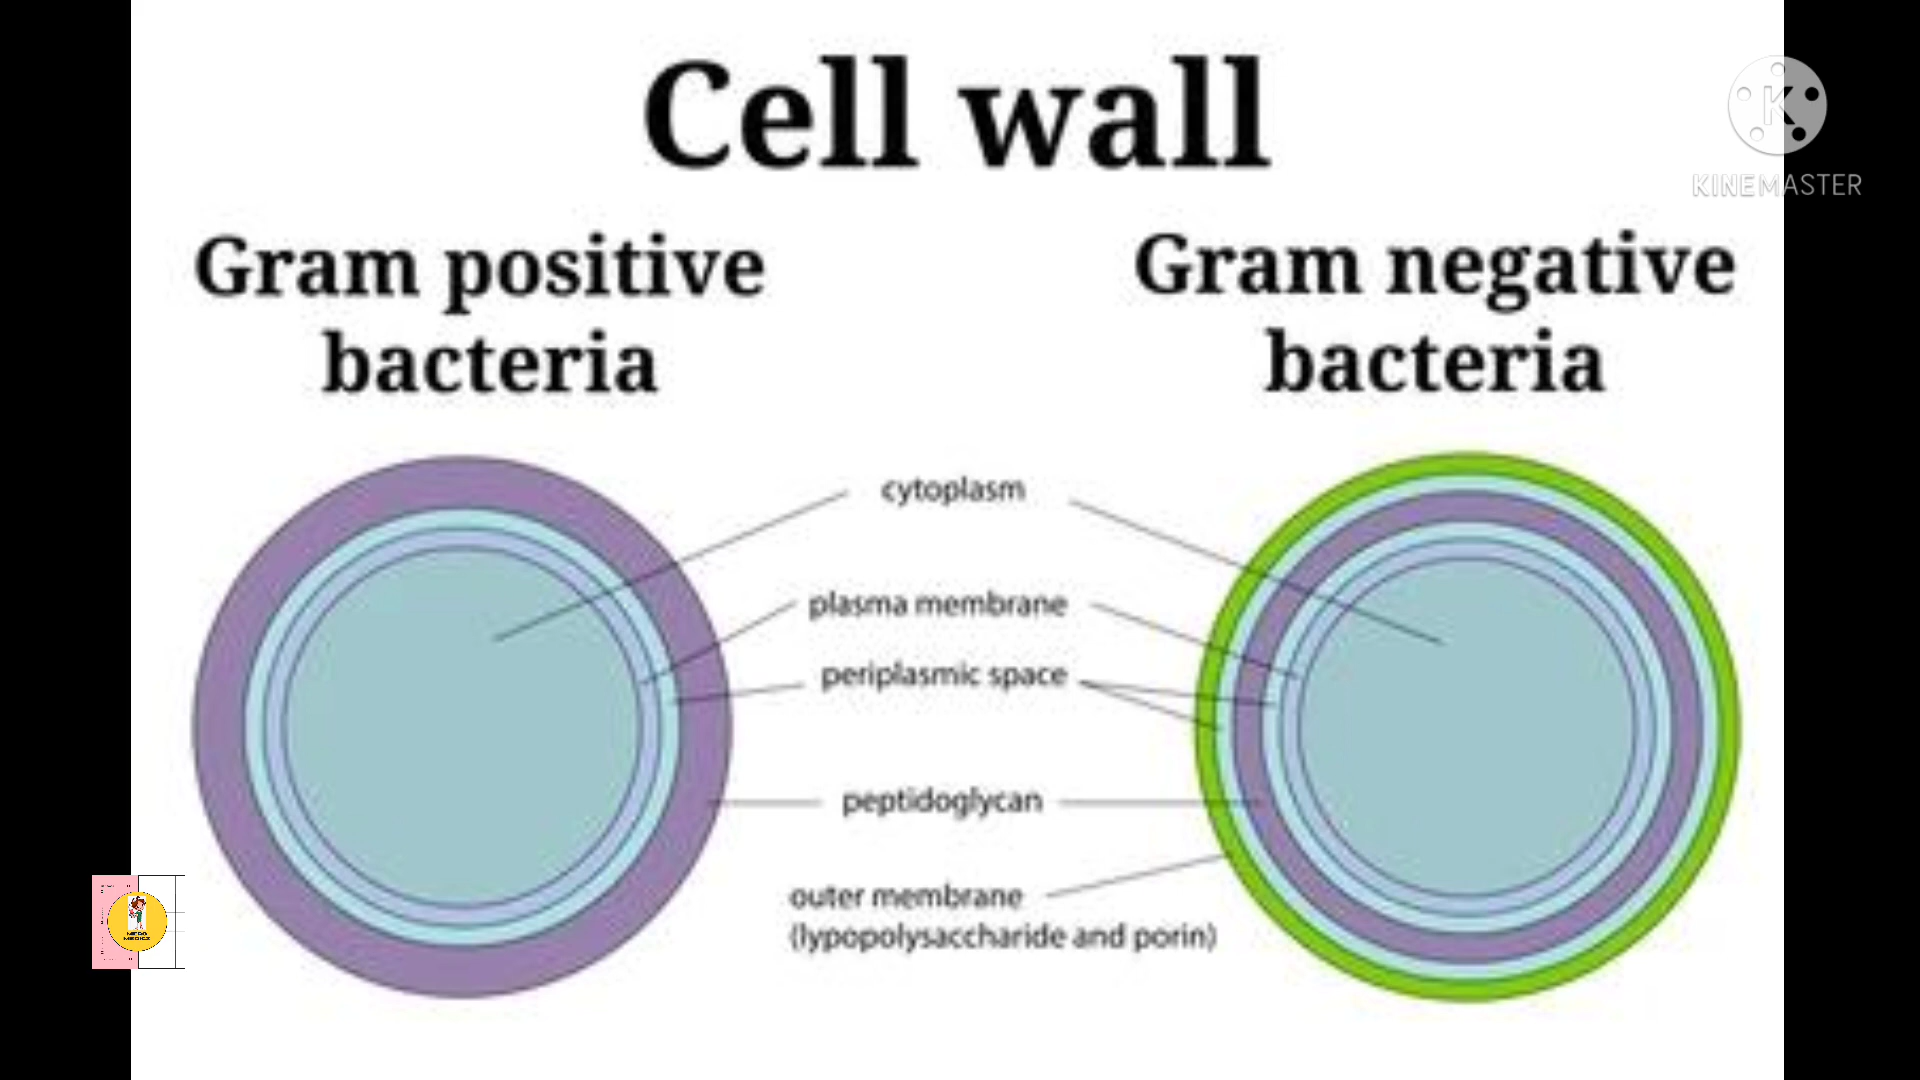 Cell wall
KINEMASTER
Gram positive
bacteria
Gram negative
bacteria
cytoplasm
plasma membrane
periplasmic space
peptidoglycan
outer membrane
(lypopolysaccharide and porin)